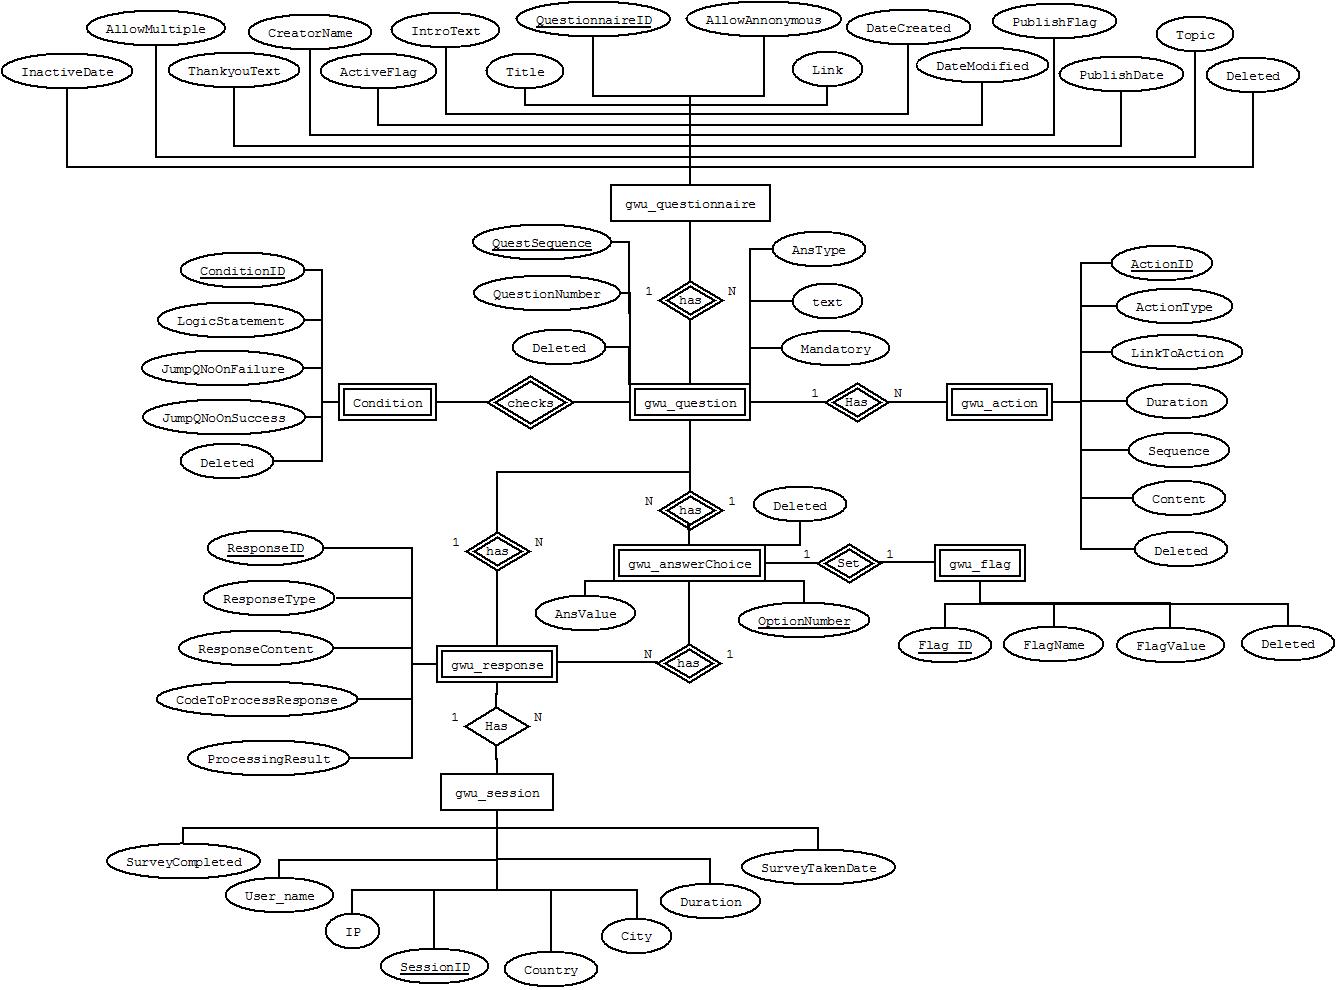 QuestionnaireID
AllowAnnonymous
PublishFlag
AllowMultiple
CreatorName
IntroText
DateCreated
Topic
InactiveDate
ThankyouText
ActiveFlag
Title
Link
DateModified
PublishDate
Deleted
gwu_questionnaire
QuestSequence
AnsType
ConditionID
ActionID
QuestionNumber
1
has
N
text
ActionType
LogicStatement
Deleted
Mandatory
LinkToAction
JumpQNoOnFailure
Condition
checks
gwu_question
1
Has
N
gwu_action
Duration
JumpQNoOnSuccess
Deleted
Sequence
N
has
1
Deleted
Content
ResponseID
1
has
N
Deleted
gwu_answerChoice
1
Set
1
gwu_flag
ResponseType
AnsValue
OptionNumber
Flag_ID
FlagName
FlagValue
Deleted
ResponseContent
gwu_response
N
has
1
CodeToProcessResponse
1
Has
N
ProcessingResult
gwu_session
SurveyCompleted
SurveyTakenDate
User_name
Duration
IP
City
SessionID
Country